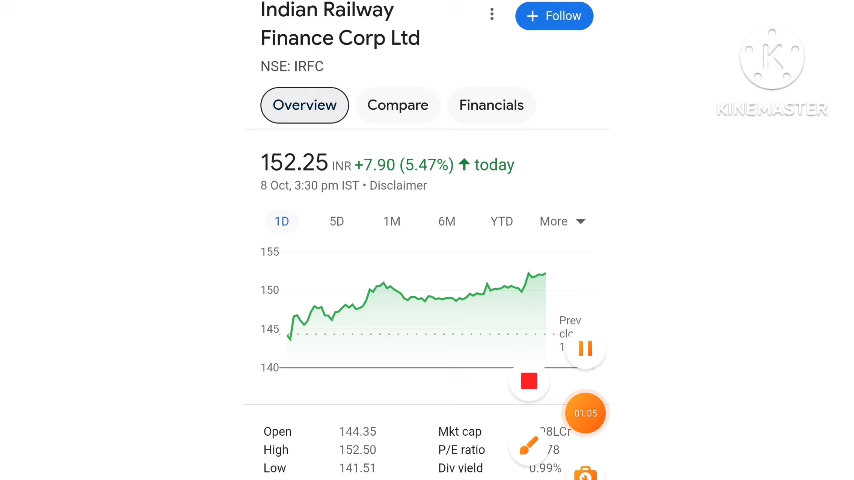 Indian Railway
Finance Corp Ltd
+ Follow
NSE: IRFC
KINEMASTER
Overview
Compare
Financials
152.25 INR +7.90 (5.47%) ↑ today
8 Oct, 3:30 pm IST • Disclaimer
1D
5D
1M
6M
YTD
More
155
150
145
140
Prev
01:05
Open 144.35
Mkt cap
High 152.50
P/E ratio
Low 141.51
Div yield 0.99%